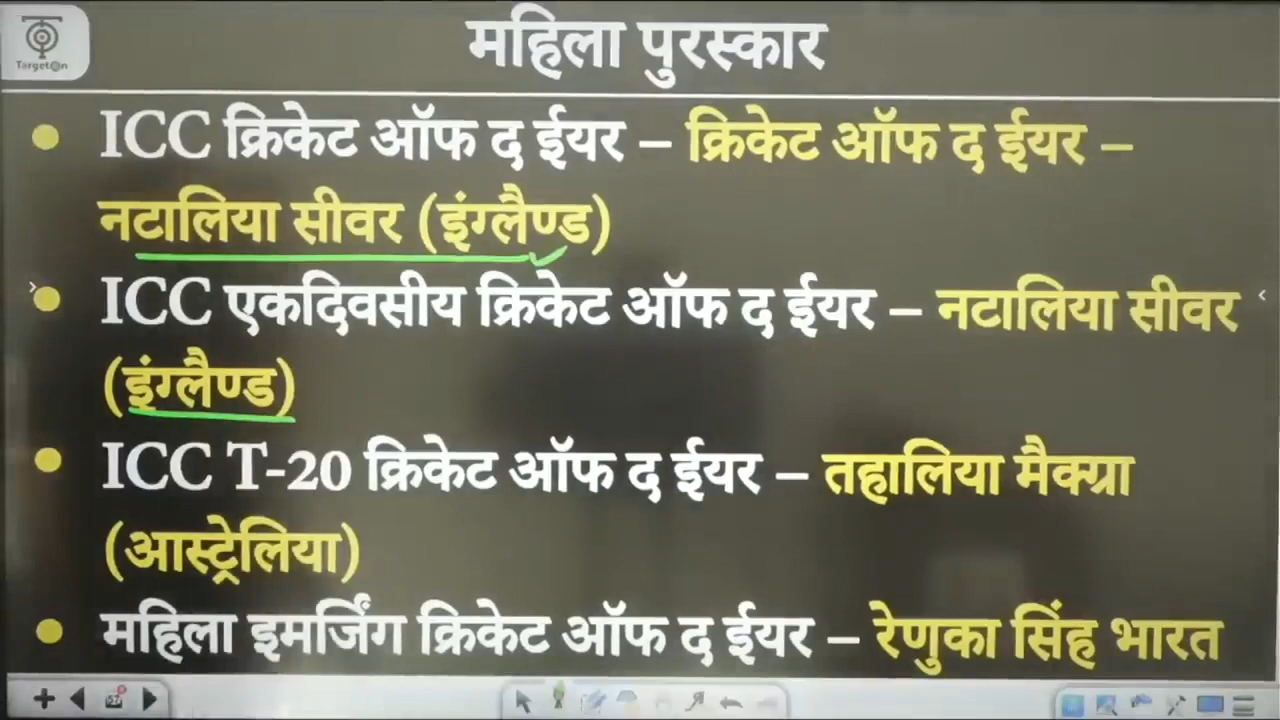 Target@n
महिला पुरस्कार
ICC क्रिकेट ऑफ द ईयर – क्रिकेट ऑफ द ईयर –
नटालिया सीवर (इंग्लैण्ड)
ICC एकदिवसीय क्रिकेट ऑफ द ईयर – नटालिया सीवर
(इंग्लैण्ड)
ICC T-20 क्रिकेट ऑफ द ईयर – तहालिया मैक्ग्रा
(आस्ट्रेलिया)
महिला इमर्जिंग क्रिकेट ऑफ द ईयर – रेणुका सिंह भारत